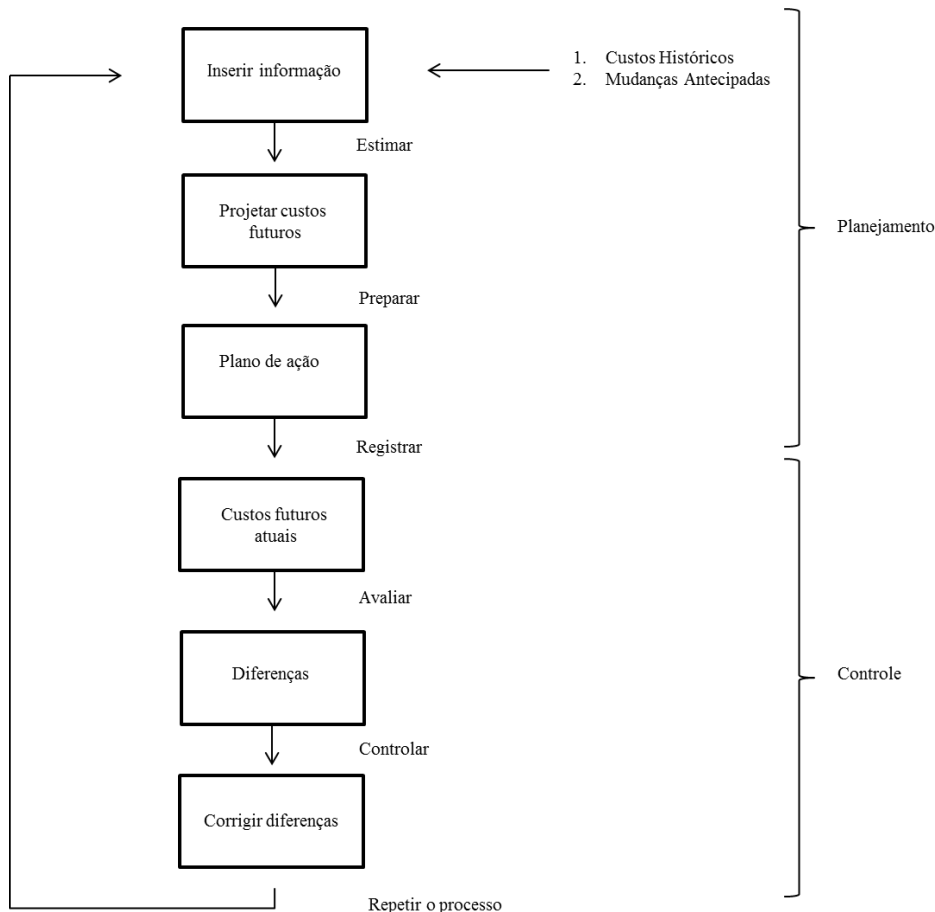 Inserir informação
1. Custos Históricos
2. Mudanças Antecipadas
Estimar
Projetar custos
futuros
Planejamento
Preparar
Plano de ação
Registrar
Custos futuros
atuais
Avaliar
Diferenças
Controle
Controlar
Corrigir diferenças
Repetir o processo